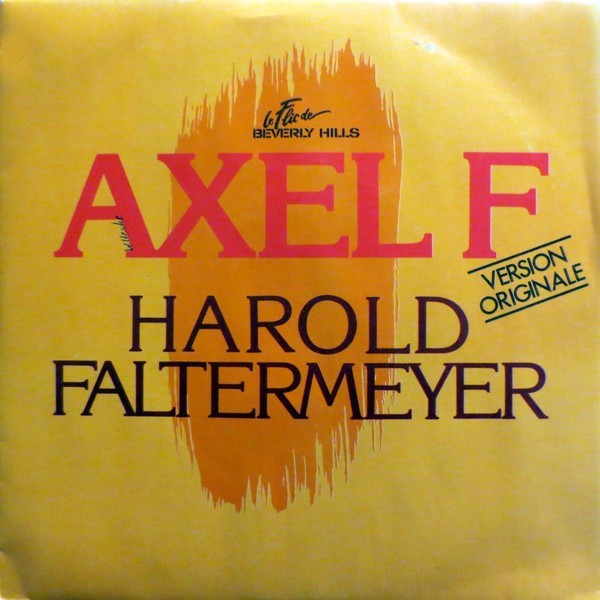 le Flic de
BEVERLY HILLS
AXEL F
VERSION
ORIGINALE
HAROLD
FALTERMEYER